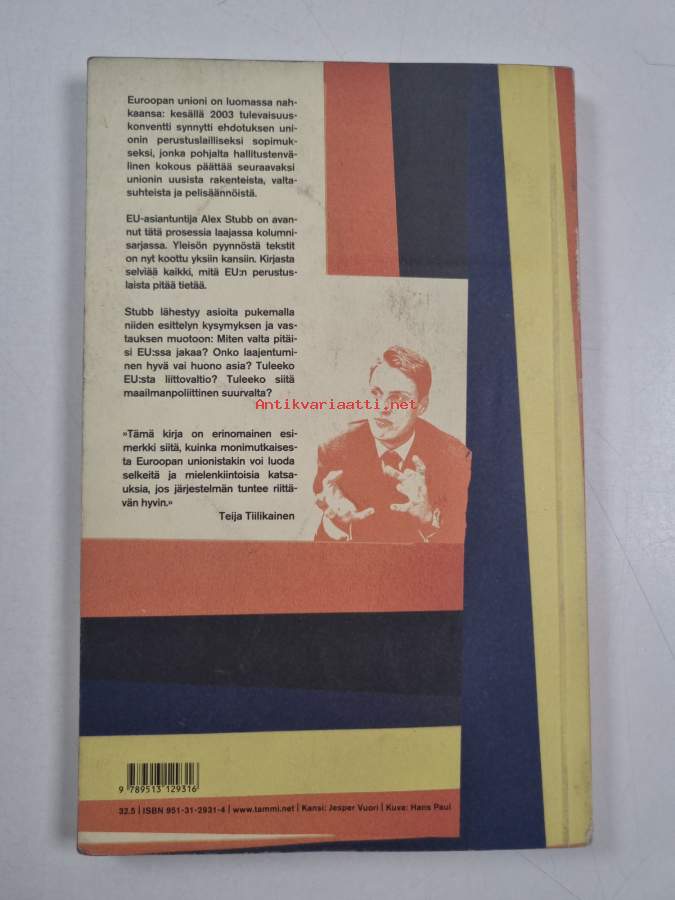 Euroopan unioni on luomassa nah-
kaansa: kesällä 2003 tulevaisuus-
konventti synnytti ehdotuksen uni-
onin perustuslailliseksi sopimuk-
seksi, jonka pohjalta hallitustenvä-
linen kokous päättää seuraavaksi
unionin uusista rakenteista, valta-
suhteista ja pelisäännöistä.
EU-asiantuntija Alex Stubb on avan-
nut tätä prosessia laajassa kolumni-
sarjassa. Yleisön pyynnöstä tekstit
on nyt koottu yksiin kansiin. Kirjasta
selviää kaikki, mitä EU:n perustus-
laista pitää tietää.
Stubb lähestyy asioita pukemalla
niiden esittelyn kysymyksen ja vas-
tauksen muotoon: Miten valta pitäi-
si EU:ssa jakaa? Onko laajentumi-
nen hyvä vai huono asia? Tuleeko
EU:sta liittovaltio? Tuleeko siitä
maailmanpoliittinen suurvalta?
Antikvariaatti.net
»Tämä kirja on erinomainen esi-
merkki siitä, kuinka monimutkaises-
ta Euroopan unionistakin voi luoda
selkeitä ja mielenkiintoisia katsa-
uksia, jos järjestelmän tuntee riittä-
vän hyvin.»
Teija Tiilikainen
9 789513 129316
32.5 | ISBN 951-31-2931-4 | www.tammi.net | Kansi: Jesper Vuori | Kuva: Hans Paul